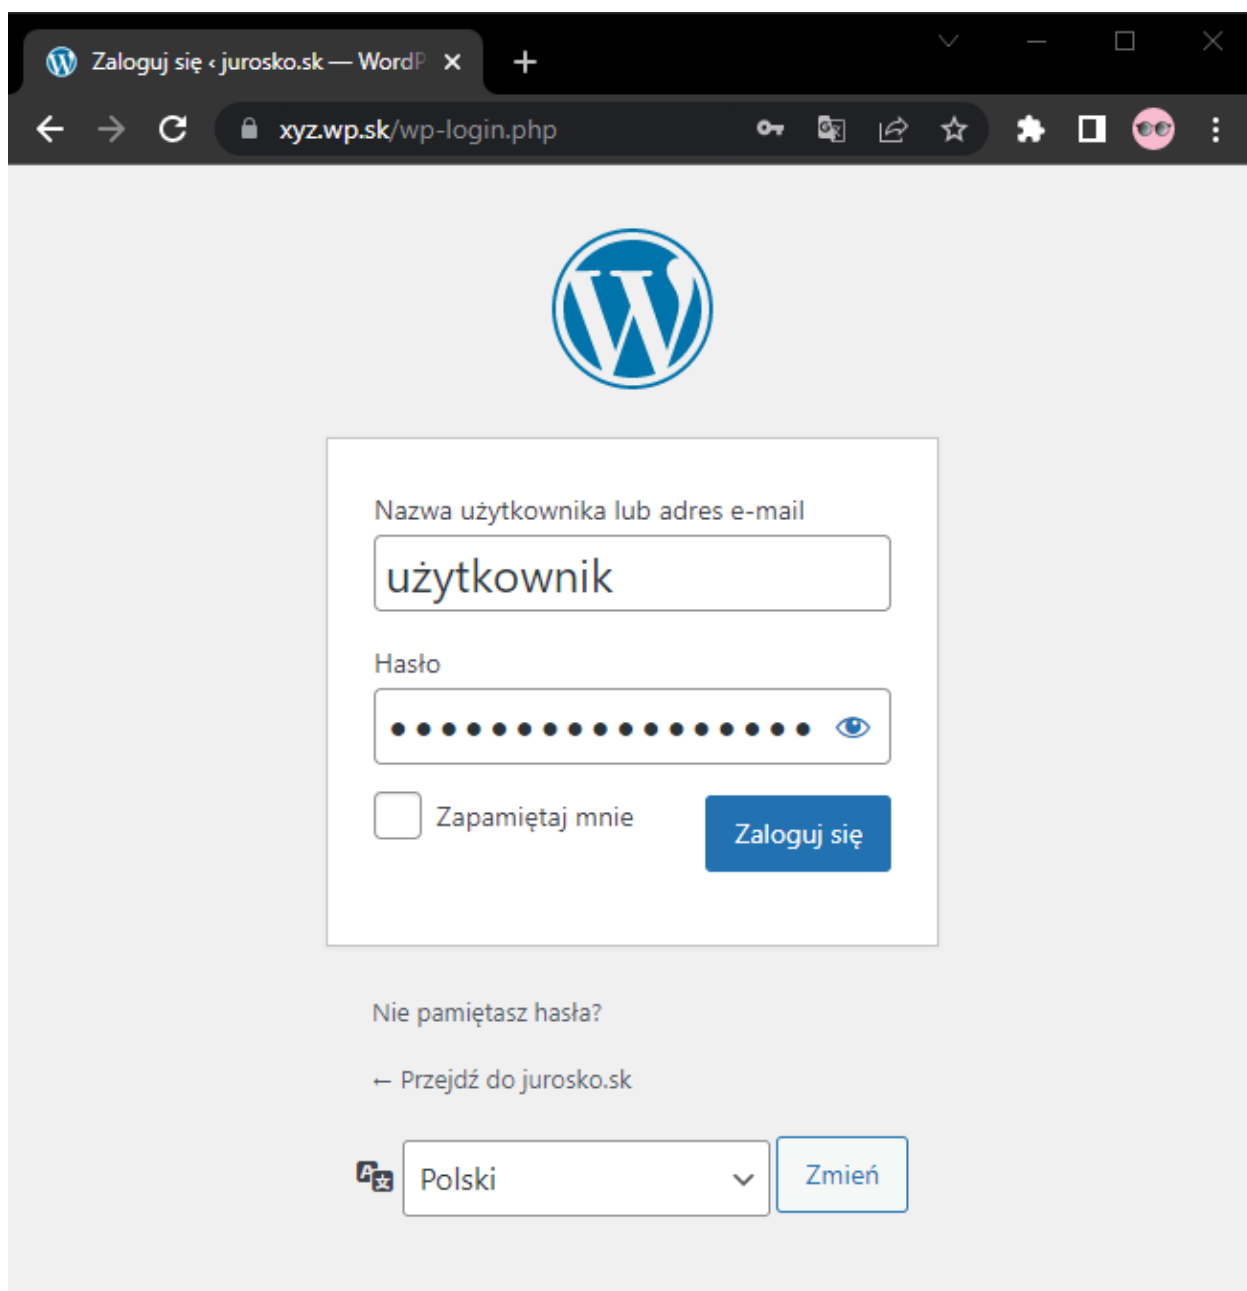 Zaloguj się ‹ jurosko.sk — WordP
xyz.wp.sk/wp-login.php
Nazwa użytkownika lub adres e-mail
użytkownik
Hasło
Zapamiętaj mnie
Zaloguj się
Nie pamiętasz hasła?
← Przejdź do jurosko.sk
Polski
Zmień